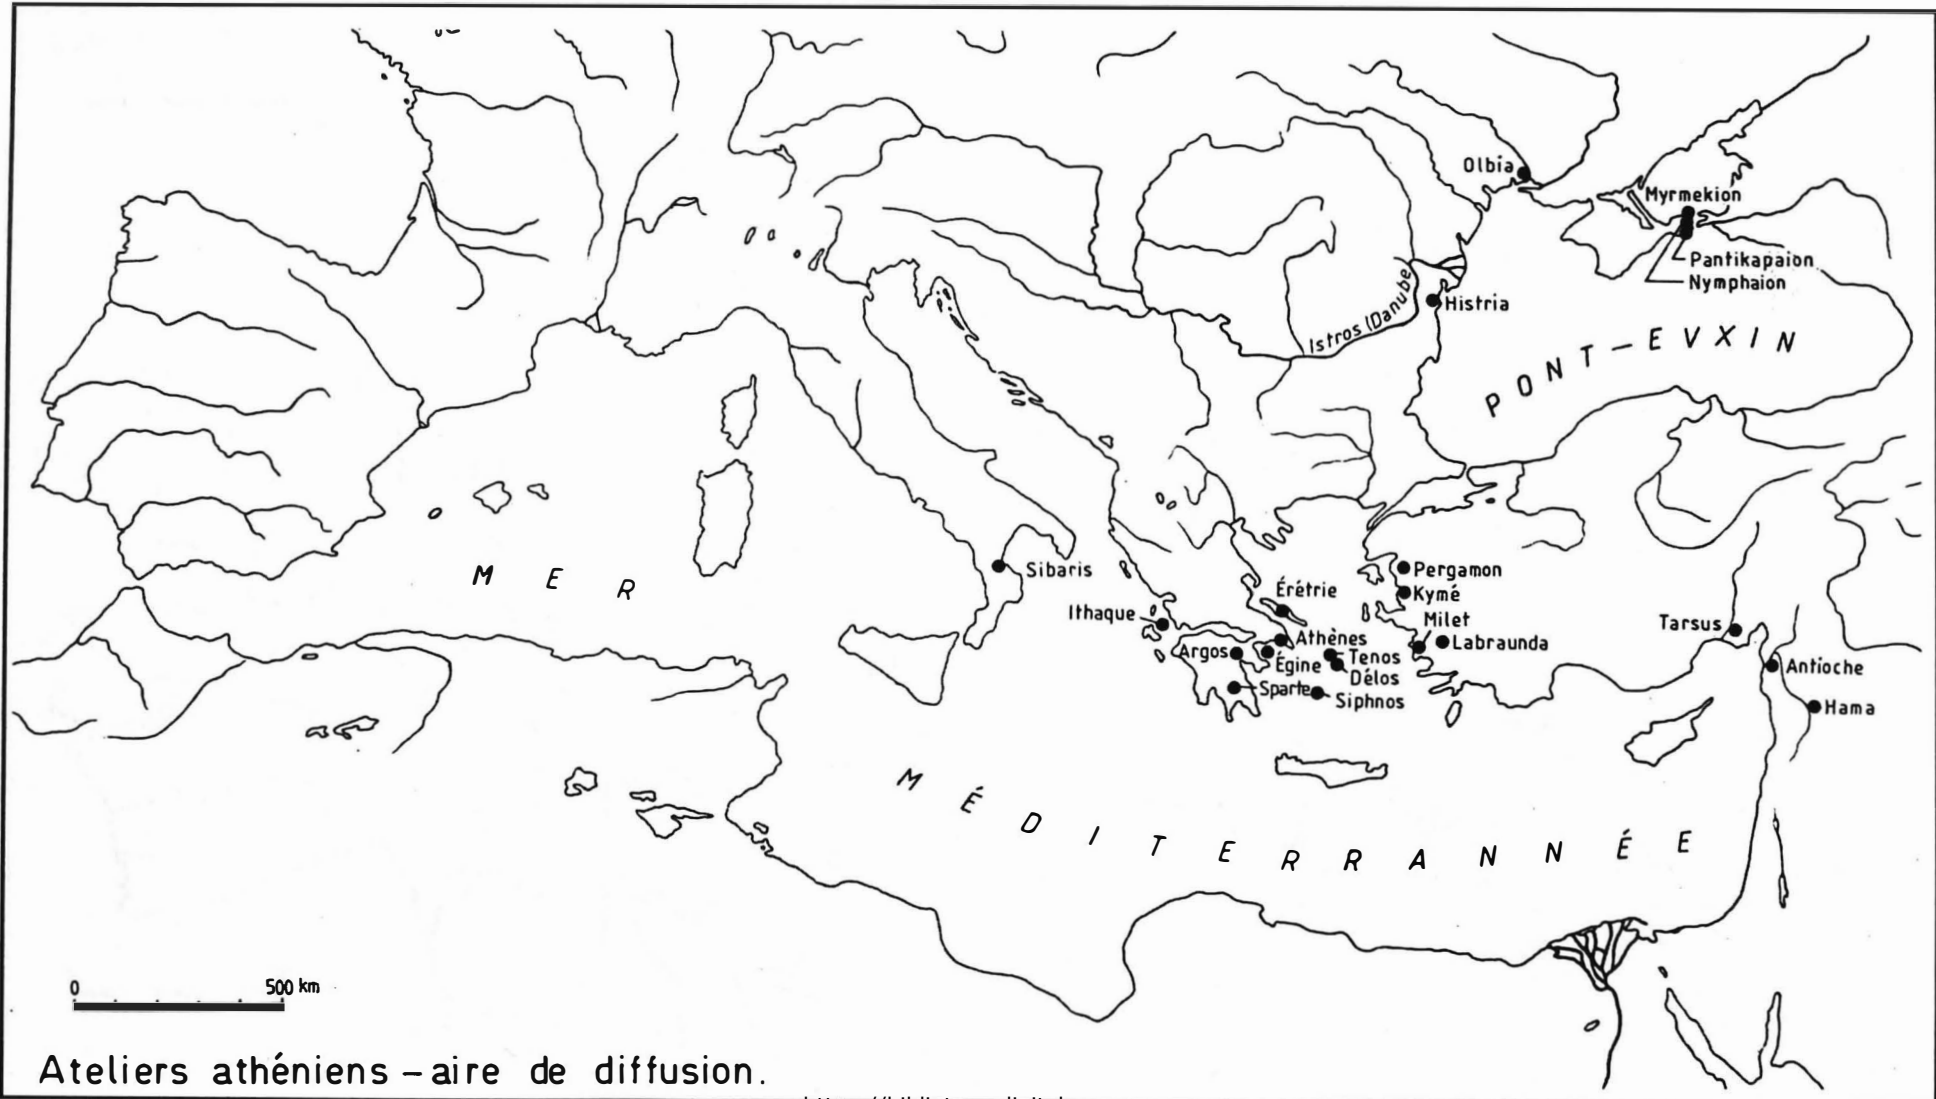 Olbia
Myrmekion
Pantikapaion
Nymphaion
Histria
Istros (Danube
PONT-EVXIN
MER
Sibaris
Pergamon
Kymé
Érétrie
Ithaque
Milet
Tarsus
Athènes
Labraunda
Argos
Tenos
Égine
Antioche
Délos
Sparte
Siphnos
Hama
MÉDITERRANNÉE
0 500 km
Ateliers athéniens – aire de diffusion.